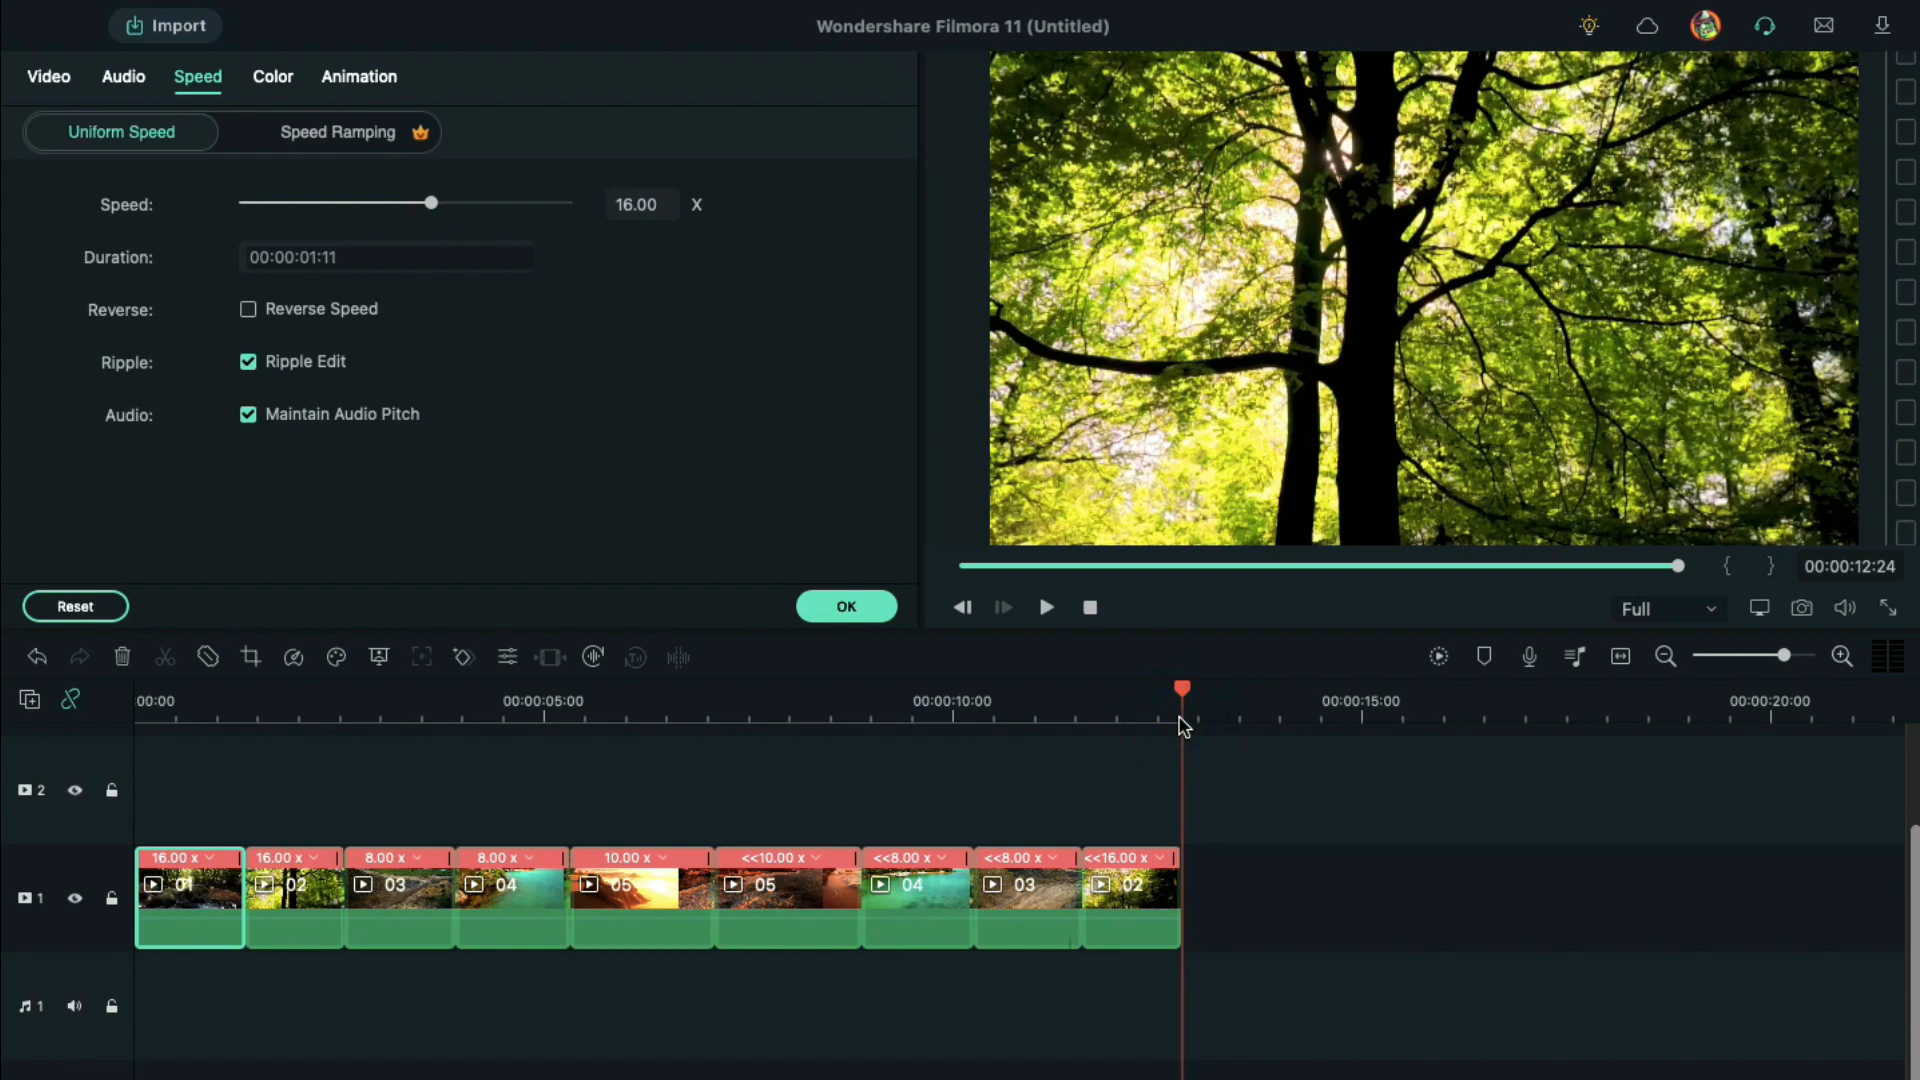 Import
Wondershare Filmora 11 (Untitled)
Video Audio Speed Color Animation
Uniform Speed Speed Ramping
Speed: 16.00 X
Duration: 00:00:01:11
Reverse: Reverse Speed
Ripple: Ripple Edit
Audio: Maintain Audio Pitch
Reset OK
{ } 00:00:12:24
Full
:00:00 00:00:05:00 00:00:10:00 00:00:15:00 00:00:20:00
2
16.00 x 16.00 x 8.00 x 8.00 x 10.00 x <<10.00 x <<8.00 x <<8.00 x <<16.00 x
01 02 03 04 05 05 04 03 02
1
1